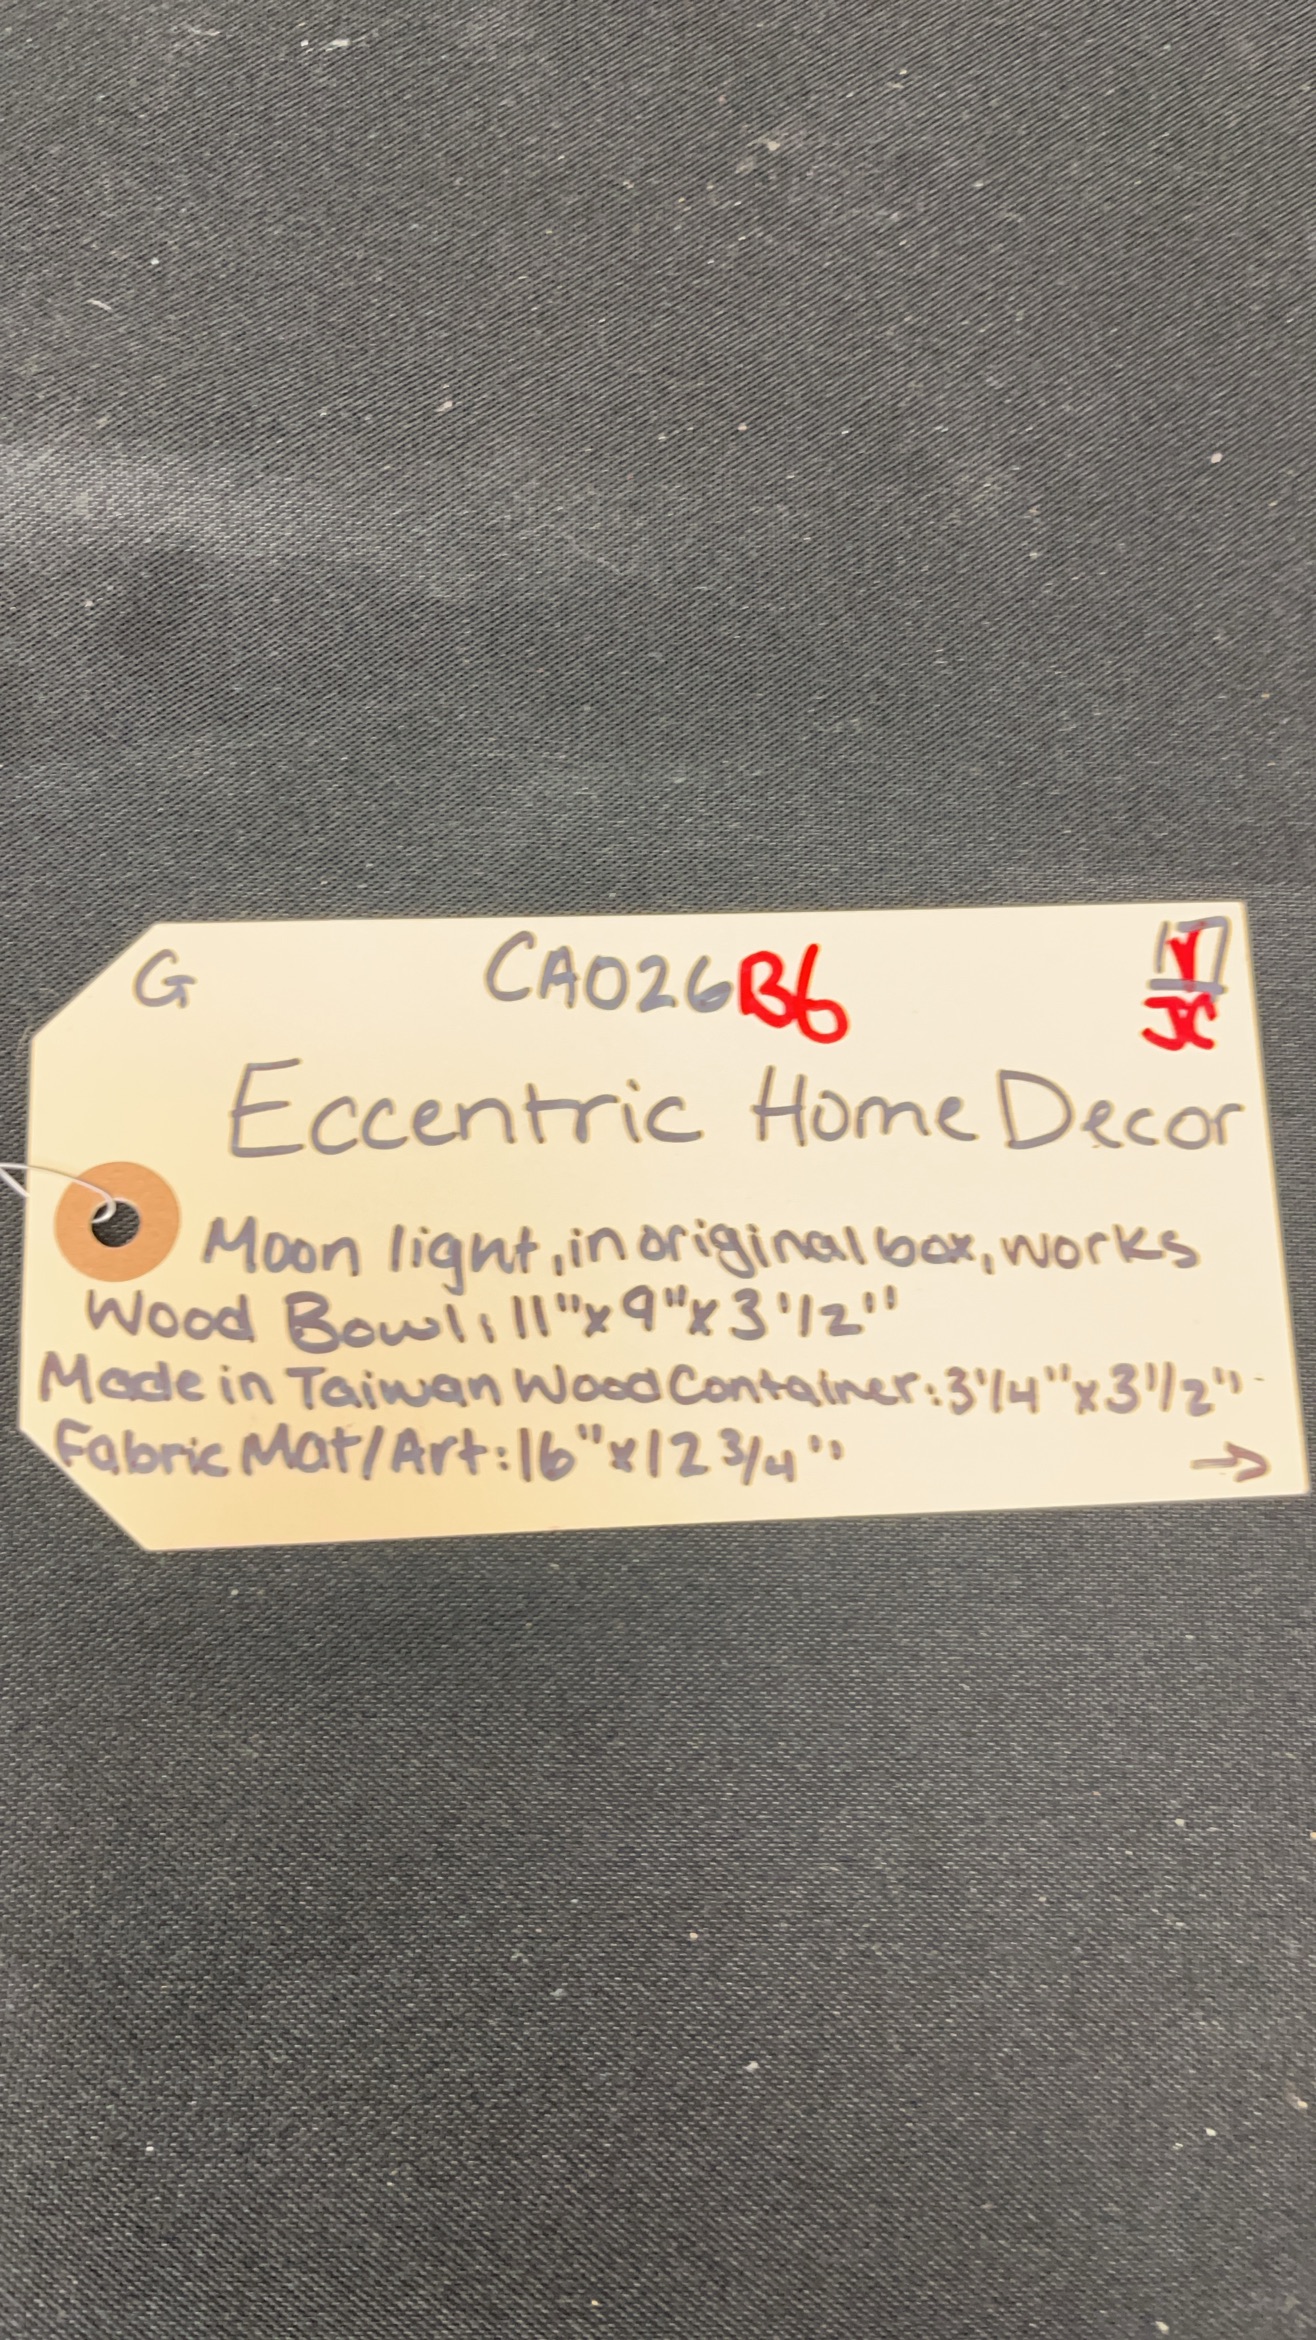 G CA026B6
JC
Eccentric Home Decor
Moon light, in original box, works
Wood Bowl: 11"x9"x3 1/2"
Made in Taiwan Wood Container: 3 1/4"x3 1/2"
Fabric Mat/Art: 16"x12 3/4"
→